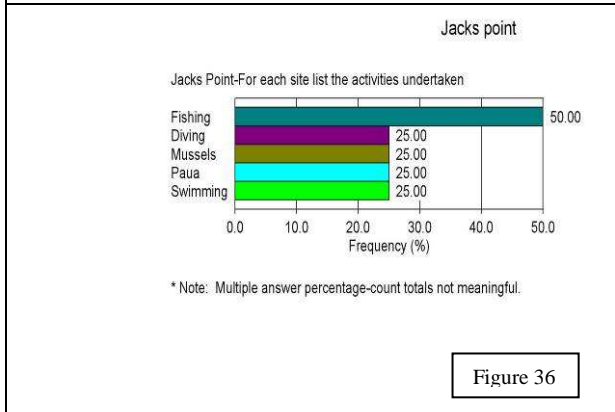 Jacks point
Jacks Point-For each site list the activities undertaken
Fishing 50.00
Diving 25.00
Mussels 25.00
Paua 25.00
Swimming 25.00
0.0 10.0 20.0 30.0 40.0 50.0
Frequency (%)
* Note: Multiple answer percentage-count totals not meaningful.
Figure 36